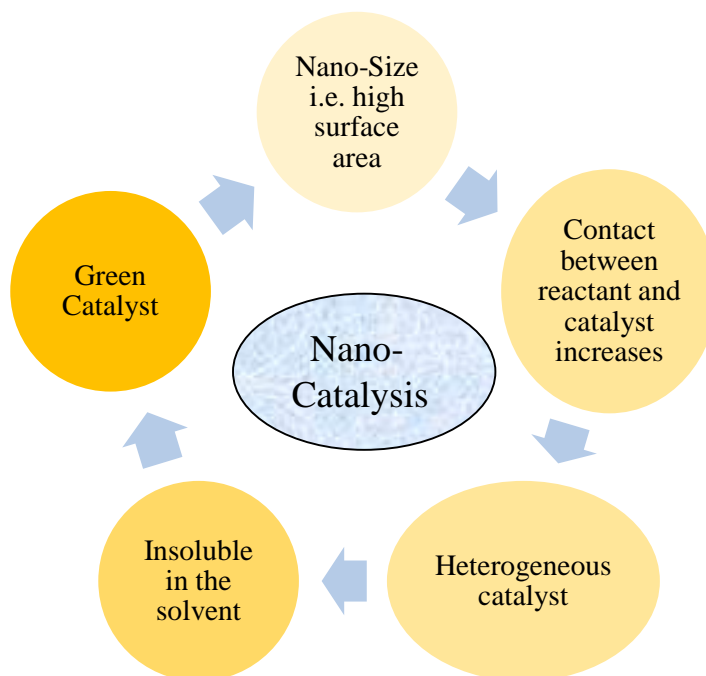 Nano-Size
i.e. high
surface
area
Contact
between
reactant and
catalyst
increases
Heterogeneous
catalyst
Insoluble
in the
solvent
Green
Catalyst
Nano-
Catalysis